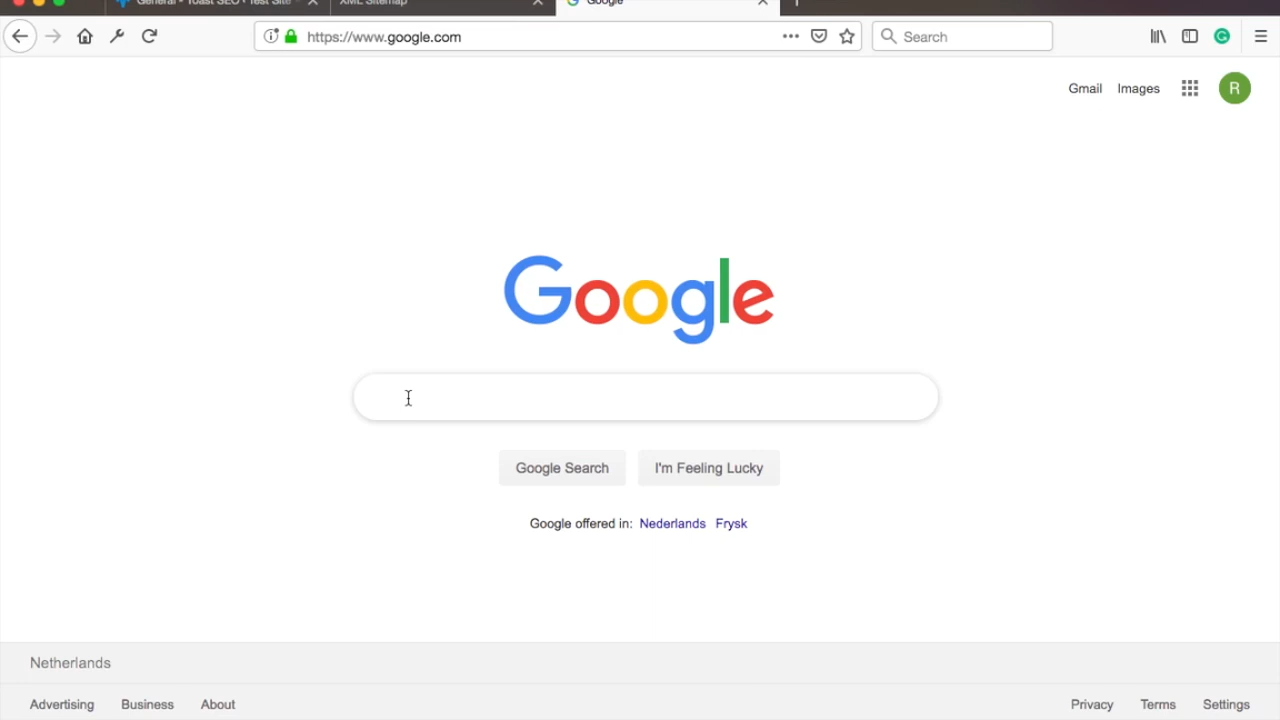 General - Yoast SEO ‹ Test Site -
XML Sitemap
Google
https://www.google.com
Search
Gmail Images
R
Google
Google Search
I'm Feeling Lucky
Google offered in: Nederlands Frysk
Netherlands
Advertising Business About
Privacy Terms Settings